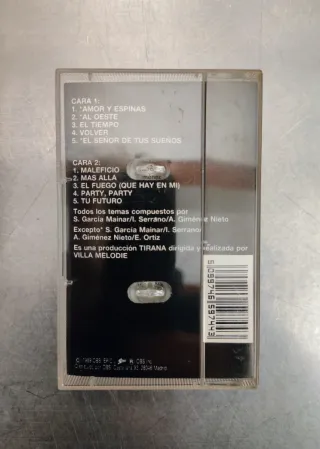 CARA 1:
1. *AMOR Y ESPINAS
2. *AL OESTE
3. EL TIEMPO
4. VOLVER
5. *EL SEÑOR DE TUS SUEÑOS
CARA 2:
1. MALEFICIO
2. MAS ALLA
3. EL FUEGO (QUE HAY EN MI)
4. PARTY, PARTY
5. TU FUTURO
Todos los temas compuestos por
S. García Mainar/I. Serrano/A. Giménez Nieto
Excepto* S. García Mainar/I. Serrano
A. Giménez Nieto/E. Ortiz
Es una producción TIRANA dirigida y realizada por
VILLA MELODIE
5099746597443